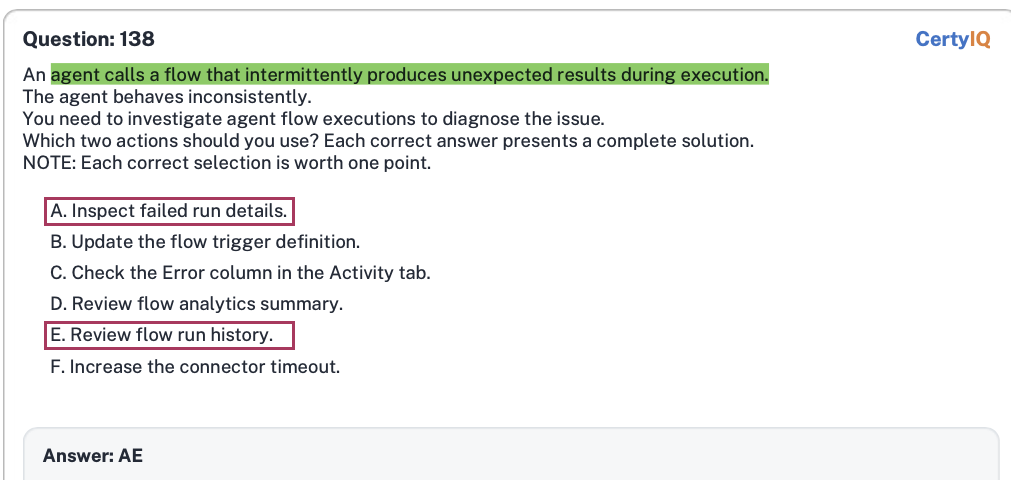 Question: 138
CertyIQ
An agent calls a flow that intermittently produces unexpected results during execution.
The agent behaves inconsistently.
You need to investigate agent flow executions to diagnose the issue.
Which two actions should you use? Each correct answer presents a complete solution.
NOTE: Each correct selection is worth one point.
A. Inspect failed run details.
B. Update the flow trigger definition.
C. Check the Error column in the Activity tab.
D. Review flow analytics summary.
E. Review flow run history.
F. Increase the connector timeout.
Answer: AE